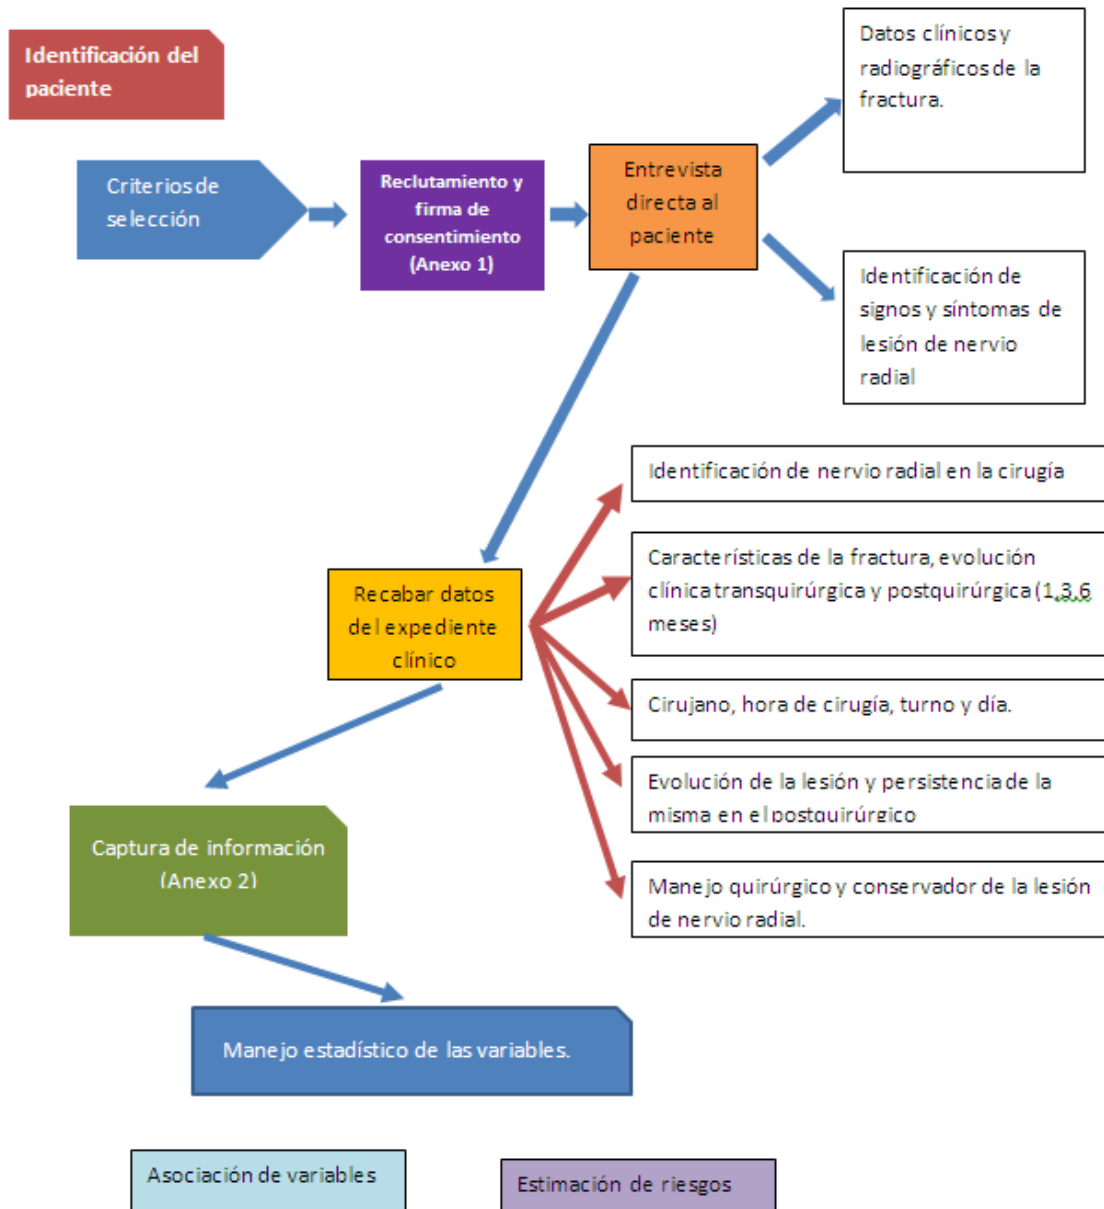 Identificación del
paciente
Criterios de
selección
Reclutamiento y
firma de
consentimiento
(Anexo 1)
Entrevista
directa al
paciente
Datos clínicos y
radiográficos de la
fractura.
Identificación de
signos y síntomas de
lesión de nervio
radial
Identificación de nervio radial en la cirugía
Características de la fractura, evolución
clínica transquirúrgica y postquirúrgica (1,3,6
meses)
Recabar datos
del expediente
clínico
Cirujano, hora de cirugía, turno y día.
Evolución de la lesión y persistencia de la
misma en el postquirúrgico
Manejo quirúrgico y conservador de la lesión
de nervio radial.
Captura de información
(Anexo 2)
Manejo estadístico de las variables.
Asociación de variables
Estimación de riesgos